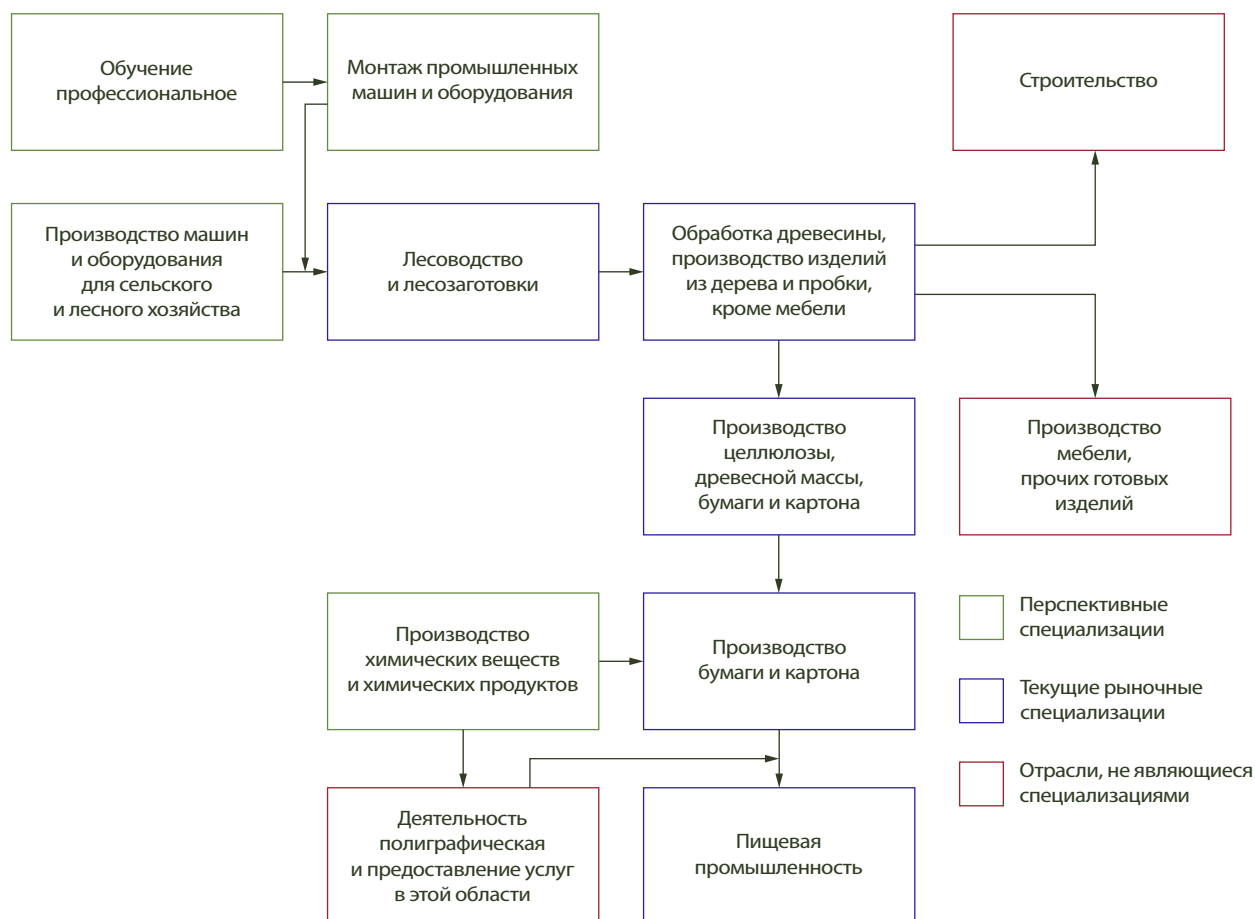 Обучение
профессиональное
Монтаж промышленных
машин и оборудования
Строительство
Производство машин
и оборудования
для сельского
и лесного хозяйства
Лесоводство
и лесозаготовки
Обработка древесины,
производство изделий
из дерева и пробки,
кроме мебели
Производство
целлюлозы,
древесной массы,
бумаги и картона
Производство
мебели,
прочих готовых
изделий
Производство
химических веществ
и химических продуктов
Производство
бумаги и картона
Перспективные
специализации
Текущие рыночные
специализации
Отрасли, не являющиеся
специализациями
Деятельность
полиграфическая
и предоставление услуг
в этой области
Пищевая
промышленность